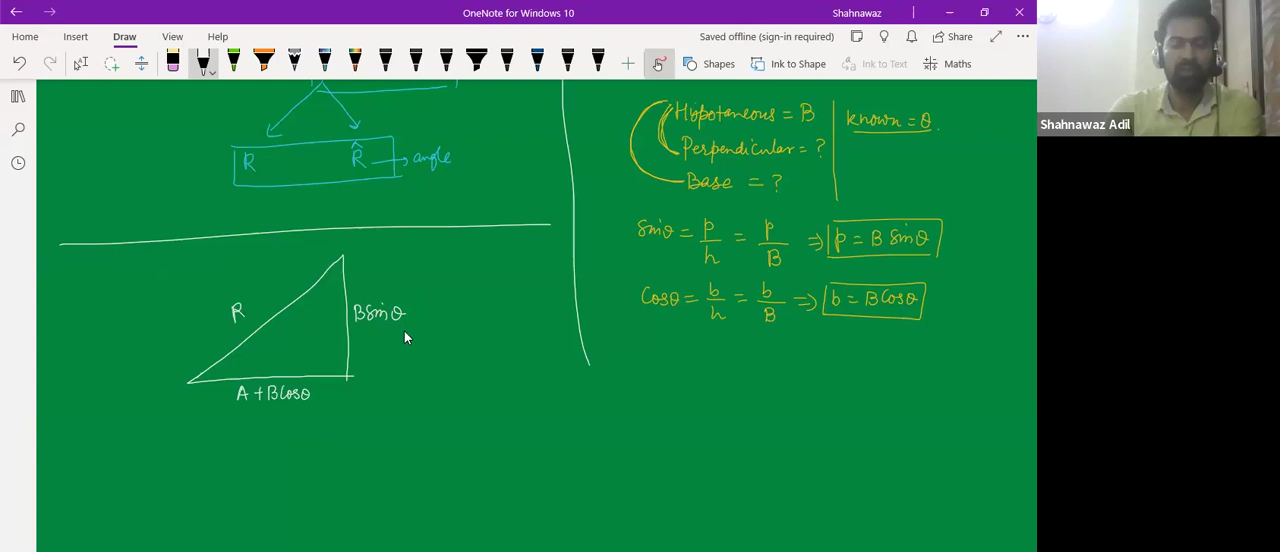 OneNote for Windows 10
Shahnawaz
Home Insert Draw View Help
Saved offline (sign-in required)
Share
Shapes
Ink to Shape
Ink to Text
Maths
Shahnawaz Adil
R R̂ → angle
R
Bsinθ
A + BCosθ
Hipotaneous = B
Perpendicular = ?
Base = ?
known = θ
Sinθ = p/h = p/B ⇒ p = B Sinθ
Cosθ = b/h = b/B ⇒ b = BCosθ